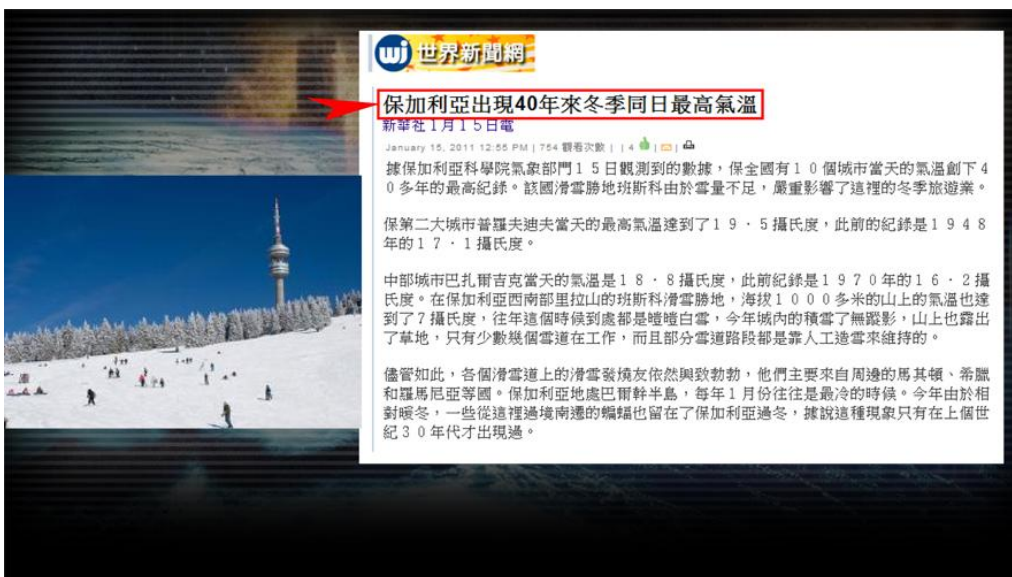 wj 世界新聞網
保加利亞出現40年來冬季同日最高氣溫
新華社1月15日電
January 15, 2011 12:55 PM | 754 觀看次數 | | 4 | |
據保加利亞科學院氣象部門15日觀測到的數據，保全國有10個城市當天的氣溫創下4
0多年的最高紀錄。該國滑雪勝地班斯科由於雪量不足，嚴重影響了這裡的冬季旅遊業。
保第二大城市普羅夫迪夫當天的最高氣溫達到了19．5攝氏度，此前的紀錄是1948
年的17．1攝氏度。
中部城市巴扎爾吉克當天的氣溫是18．8攝氏度，此前紀錄是1970年的16．2攝
氏度。在保加利亞西南部里拉山的班斯科滑雪勝地，海拔1000多米的山上的氣溫也達
到了7攝氏度，往年這個時候到處都是皚皚白雪，今年城內的積雪了無蹤影，山上也露出
了草地，只有少數幾個雪道在工作，而且部分雪道路段都是靠人工造雪來維持的。
儘管如此，各個滑雪道上的滑雪發燒友依然興致勃勃，他們主要來自周邊的馬其頓、希臘
和羅馬尼亞等國。保加利亞地處巴爾幹半島，每年1月份往往是最冷的時候。今年由於相
對暖冬，一些從這裡過境南遷的蝙蝠也留在了保加利亞過冬，據說這種現象只有在上個世
紀30年代才出現過。